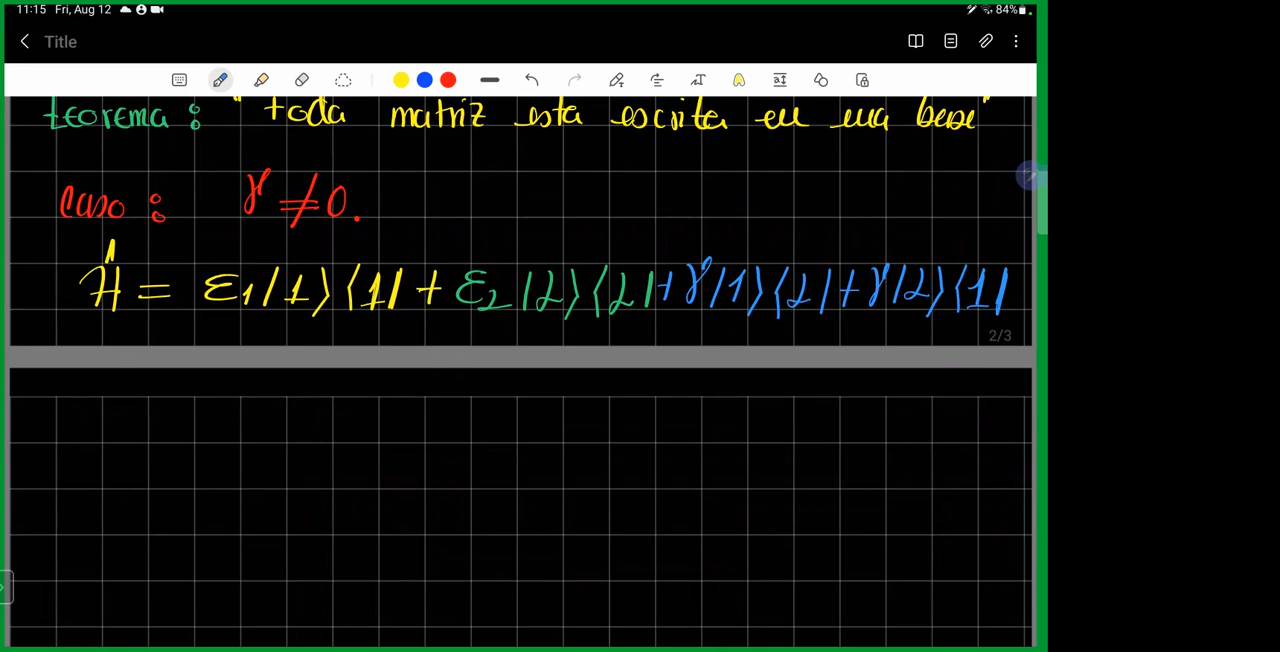 11:15 Fri, Aug 12 84%
Title
teorema : "toda matriz esta escrita en una base"
Caso : γ ≠ 0.
Ĥ = ε1|1⟩⟨1| + ε2|2⟩⟨2| + γ|1⟩⟨2| + γ|2⟩⟨1|
2/3